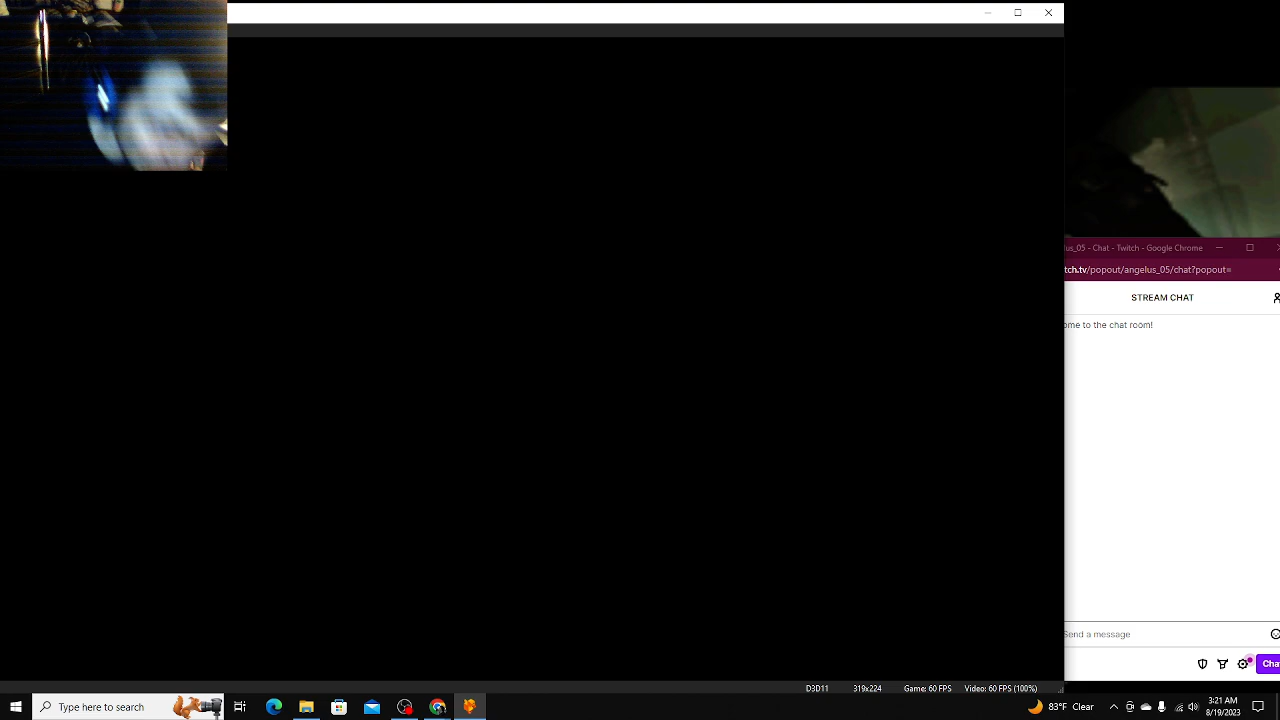 us_05 - Chat - Twitch - Google Chrome
tch.tv/popout/angelus_05/chat?popout=
STREAM CHAT
ome to the chat room!
Send a message
Cha
D3D11 319x224 Game: 60 FPS Video: 60 FPS (100%)
Type here to search
83°F Clear
3:21 AM
8/19/2023